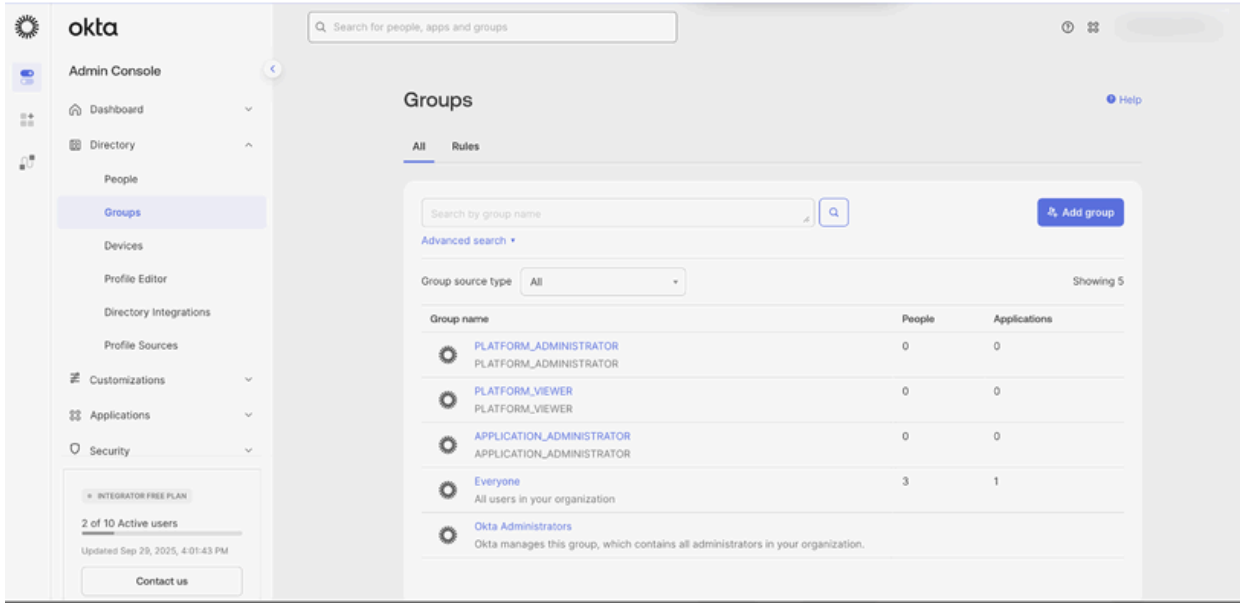 okta
Search for people, apps and groups
Admin Console
Dashboard
Directory
People
Groups
Devices
Profile Editor
Directory Integrations
Profile Sources
Customizations
Applications
Security
INTEGRATOR FREE PLAN
2 of 10 Active users
Updated Sep 29, 2025, 4:01:43 PM
Contact us
Groups
Help
All Rules
Search by group name
Add group
Advanced search
Group source type All Showing 5
Group name People Applications
PLATFORM_ADMINISTRATOR 0 0
PLATFORM_ADMINISTRATOR
PLATFORM_VIEWER 0 0
PLATFORM_VIEWER
APPLICATION_ADMINISTRATOR 0 0
APPLICATION_ADMINISTRATOR
Everyone 3 1
All users in your organization
Okta Administrators
Okta manages this group, which contains all administrators in your organization.